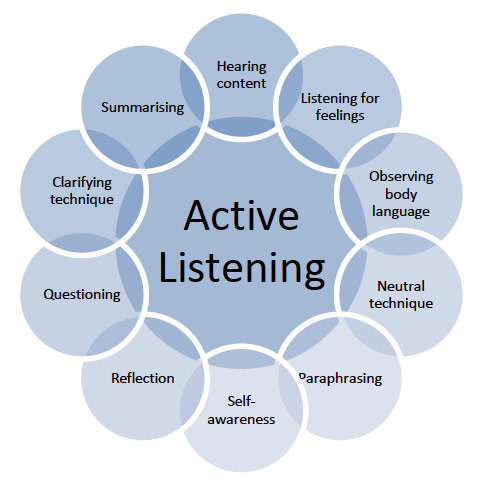 Active
Listening
Hearing
content
Listening for
feelings
Observing
body
language
Neutral
technique
Paraphrasing
Self-
awareness
Reflection
Questioning
Clarifying
technique
Summarising